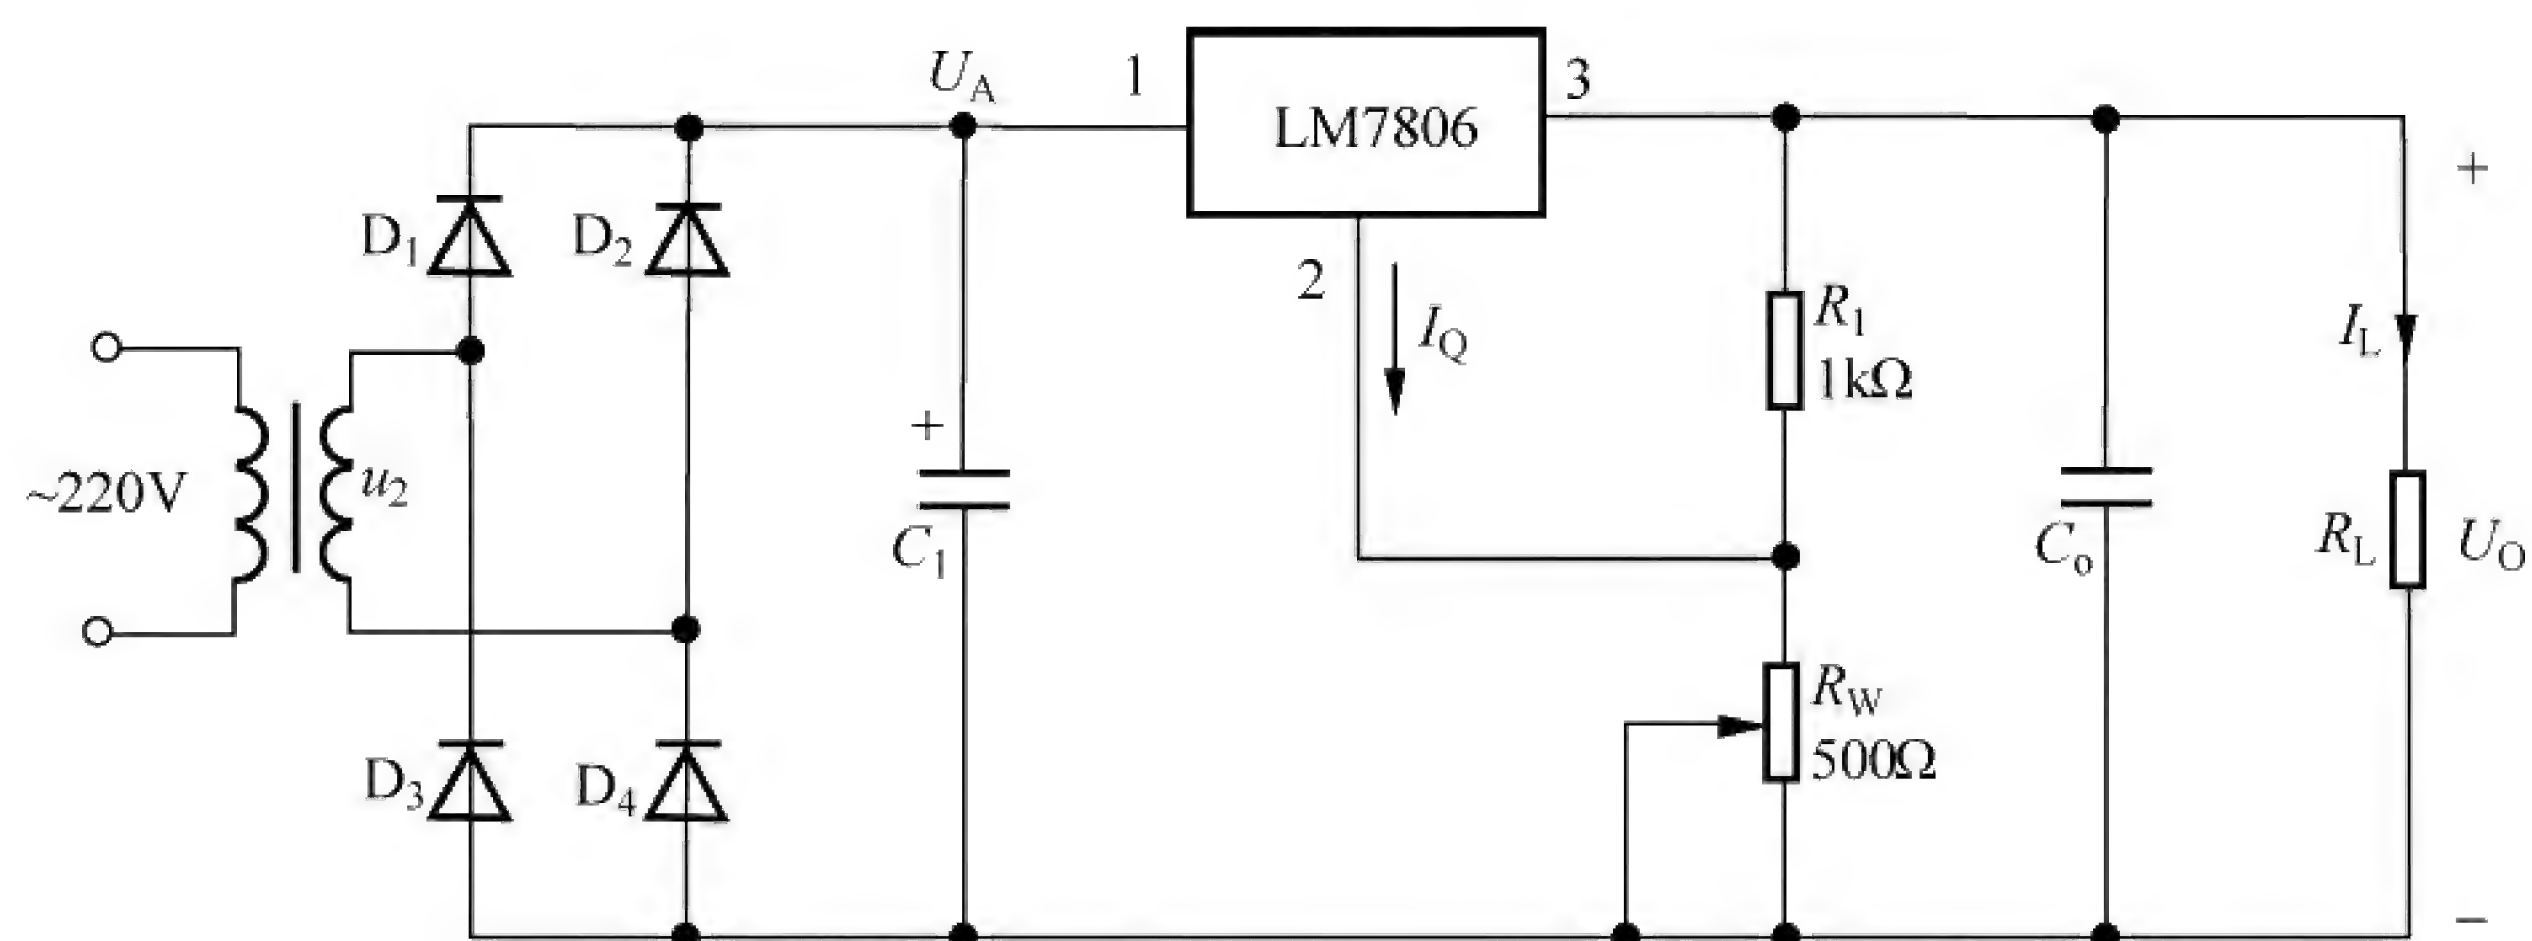 U_A
1
LM7806
3
+
D_1
D_2
2
I_Q
R_1
1kΩ
I_L
~220V
u_2
+
C_1
C_o
R_L
U_O
R_W
500Ω
D_3
D_4
−